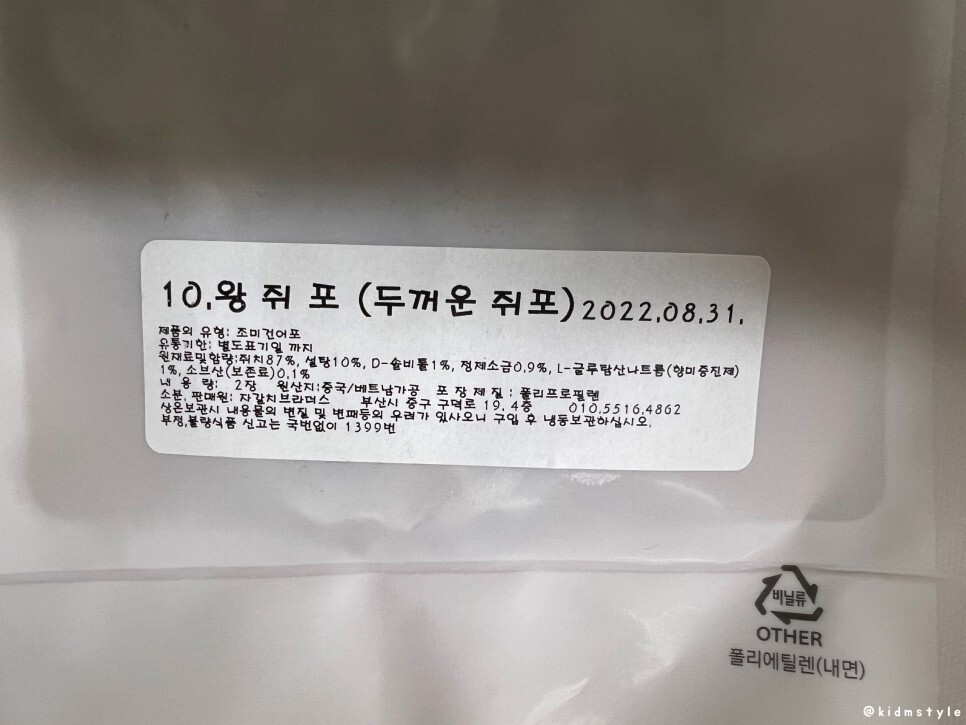 10.왕 쥐 포 (두꺼운 쥐포) 2022.08.31.
제품의 유형: 조미건어포
유통기한: 별도표기일 까지
원재료및함량:쥐치87%, 설탕10%, D-솔비톨1%, 정제소금0.9%, L-글루탐산나트륨(향미증진제)
1%, 소브산(보존료)0.1%
내 용 량: 2장 원산지:중국/베트남가공 포 장 재 질 : 폴리프로필렌
소분, 판매원: 자갈치브라더스 부산시 중구 구덕로 19, 4층 010.5516.4862
상온보관시 내용물의 변질 및 변패등의 우려가 있사오니 구입 후 냉동보관하십시오.
부정,불량식품 신고는 국번없이 1399번
비닐류
OTHER
폴리에틸렌(내면)
@kidmstyle